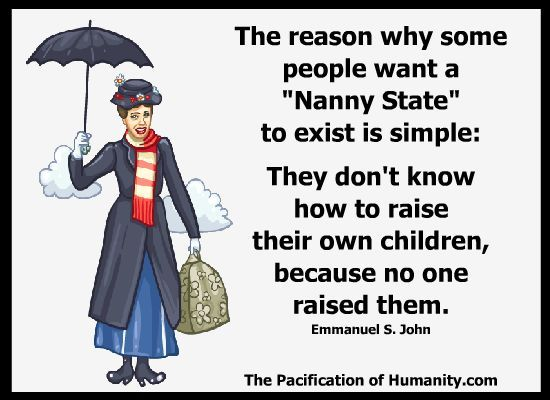 The reason why some
people want a
"Nanny State"
to exist is simple:
They don't know
how to raise
their own children,
because no one
raised them.
Emmanuel S. John
The Pacification of Humanity.com